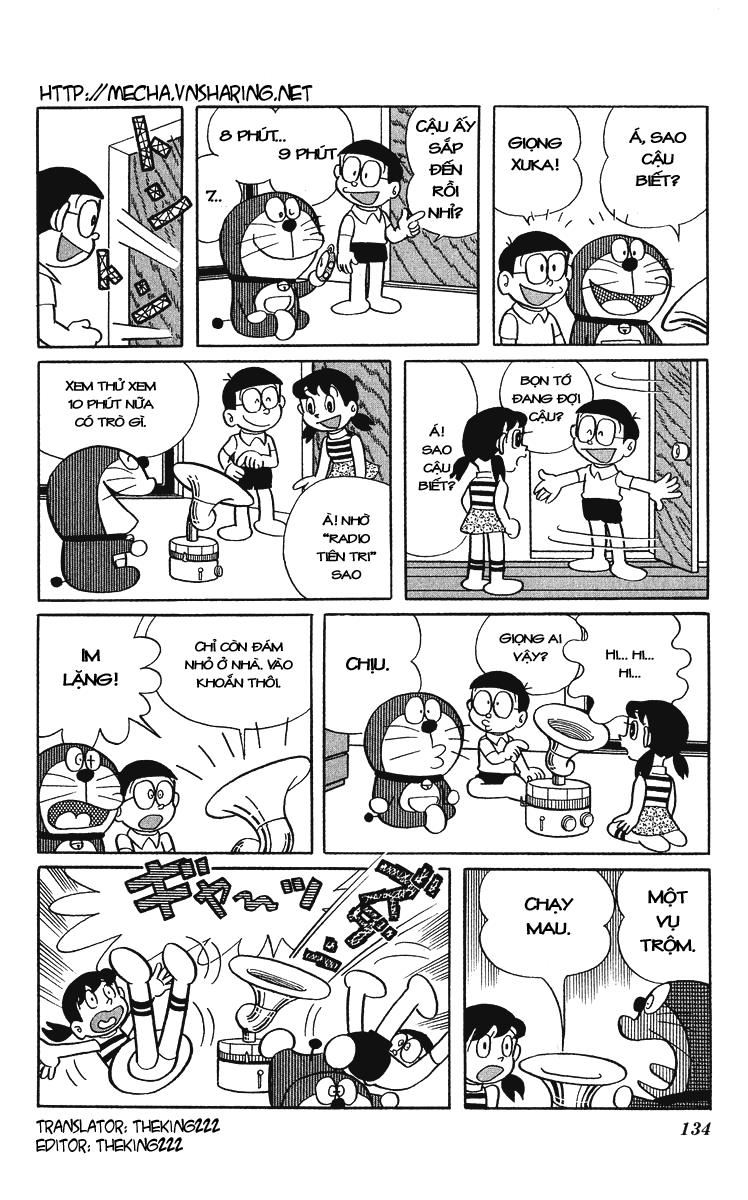 HTTP://MECHA.VNSHARING.NET
Á, SAO
CẬU
BIẾT?
GIỌNG
XUKA!
CẬU ẤY
SẮP
ĐẾN
RỒI
NHỈ?
8 PHÚT...
9 PHÚT
7...
BỌN TỚ
ĐANG ĐỢI
CẬU?
Á!
SAO
CẬU
BIẾT?
À! NHỜ
"RADIO
TIÊN TRI"
SAO
XEM THỬ XEM
10 PHÚT NỮA
CÓ TRÒ GÌ.
HI... HI...
HI...
GIỌNG AI
VẬY?
CHỊU.
CHỈ CÒN ĐÁM
NHỎ Ở NHÀ. VÀO
KHOẮN THÔI.
IM
LẶNG!
MỘT
VỤ
TRỘM.
CHẠY
MAU.
ギャ〜ッ
TRANSLATOR: THEKING222
EDITOR: THEKING222
134